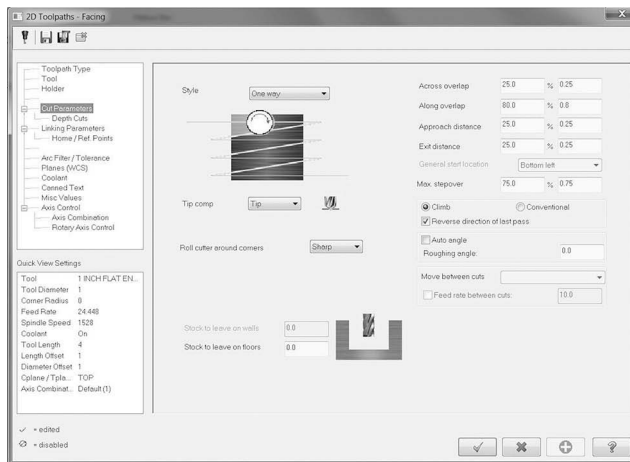 2D Toolpaths - Facing
Toolpath Type
Tool
Holder
Cut Parameters
Depth Cuts
Linking Parameters
Home / Ref. Points
Arc Filter / Tolerance
Planes (WCS)
Coolant
Canned Text
Misc Values
Axis Control
Axis Combination
Rotary Axis Control
Quick View Settings
Tool 1 INCH FLAT EN...
Tool Diameter 1
Corner Radius 0
Feed Rate 24.448
Spindle Speed 1528
Coolant On
Tool Length 4
Length Offset 1
Diameter Offset 1
Cplane / Tpla... TOP
Axis Combinat... Default (1)
= edited
= disabled
Style One way
Tip comp Tip
Roll cutter around corners Sharp
Stock to leave on walls 0.0
Stock to leave on floors 0.0
Across overlap 25.0 % 0.25
Along overlap 80.0 % 0.8
Approach distance 25.0 % 0.25
Exit distance 25.0 % 0.25
General start location Bottom left
Max. stepover 75.0 % 0.75
Climb Conventional
Reverse direction of last pass
Auto angle
Roughing angle: 0.0
Move between cuts
Feed rate between cuts: 10.0